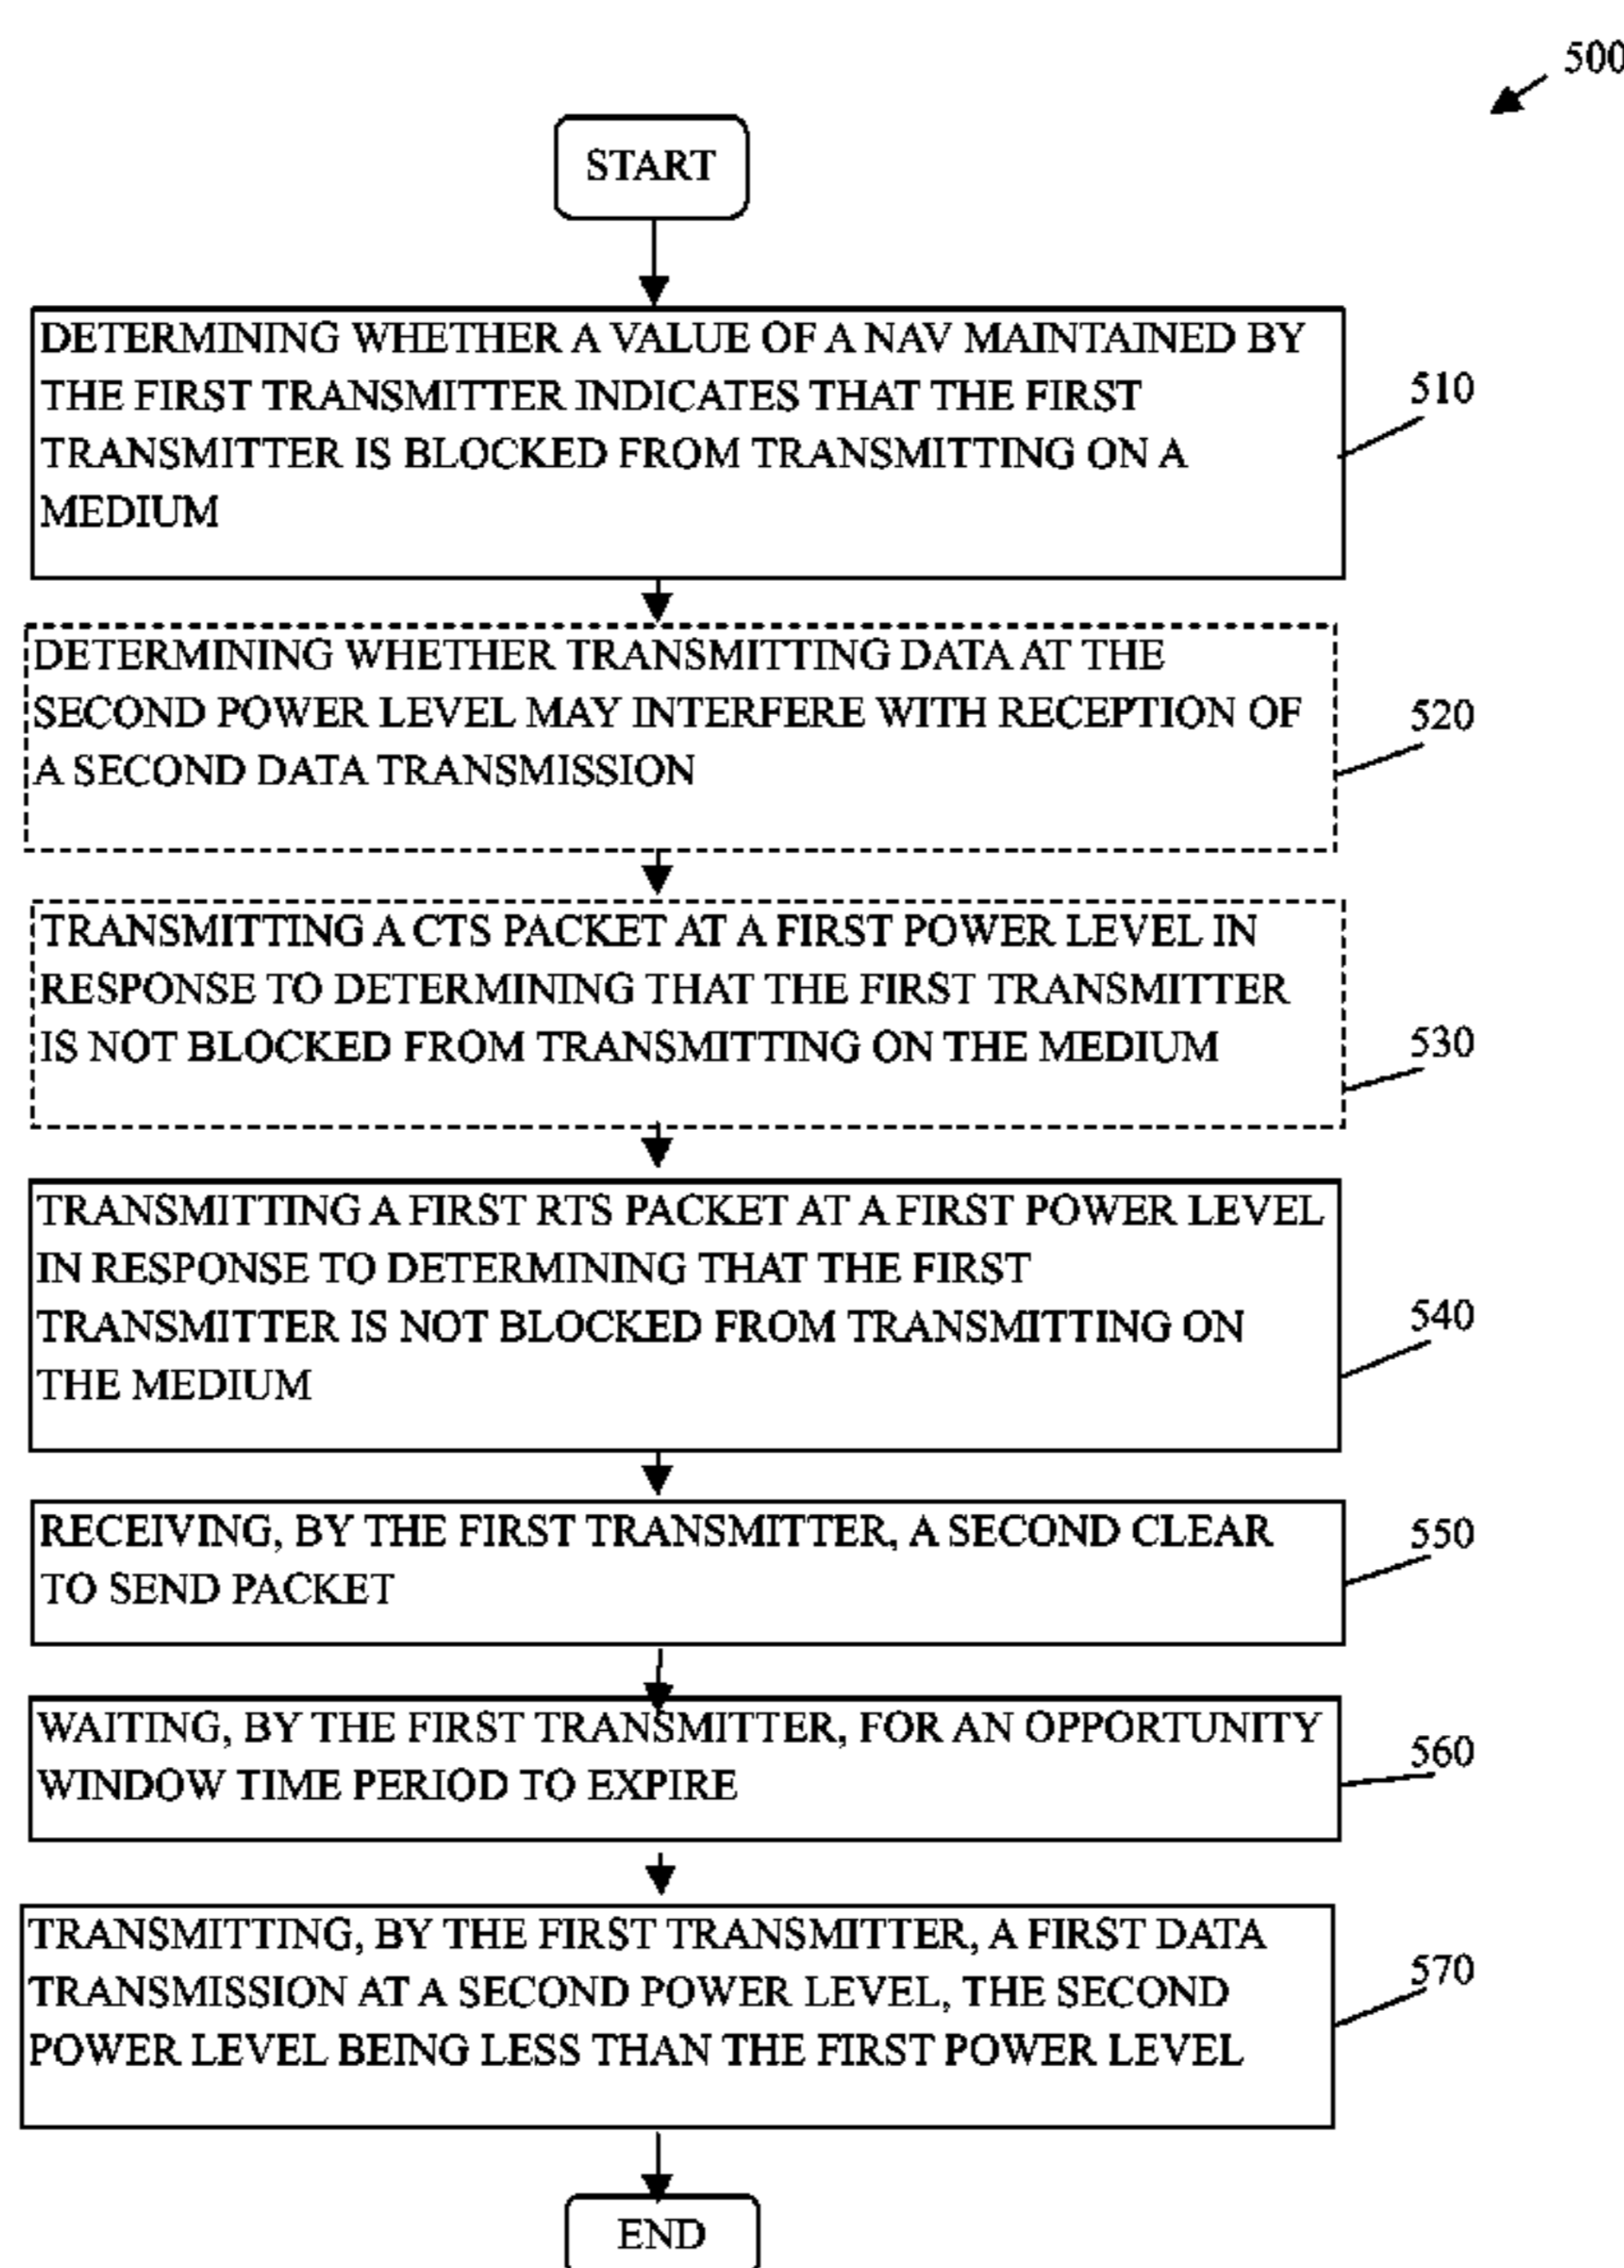 500
START
DETERMINING WHETHER A VALUE OF A NAV MAINTAINED BY
THE FIRST TRANSMITTER INDICATES THAT THE FIRST
TRANSMITTER IS BLOCKED FROM TRANSMITTING ON A
MEDIUM
510
DETERMINING WHETHER TRANSMITTING DATA AT THE
SECOND POWER LEVEL MAY INTERFERE WITH RECEPTION OF
A SECOND DATA TRANSMISSION
520
TRANSMITTING A CTS PACKET AT A FIRST POWER LEVEL IN
RESPONSE TO DETERMINING THAT THE FIRST TRANSMITTER
IS NOT BLOCKED FROM TRANSMITTING ON THE MEDIUM
530
TRANSMITTING A FIRST RTS PACKET AT A FIRST POWER LEVEL
IN RESPONSE TO DETERMINING THAT THE FIRST
TRANSMITTER IS NOT BLOCKED FROM TRANSMITTING ON
THE MEDIUM
540
RECEIVING, BY THE FIRST TRANSMITTER, A SECOND CLEAR
TO SEND PACKET
550
WAITING, BY THE FIRST TRANSMITTER, FOR AN OPPORTUNITY
WINDOW TIME PERIOD TO EXPIRE
560
TRANSMITTING, BY THE FIRST TRANSMITTER, A FIRST DATA
TRANSMISSION AT A SECOND POWER LEVEL, THE SECOND
POWER LEVEL BEING LESS THAN THE FIRST POWER LEVEL
570
END